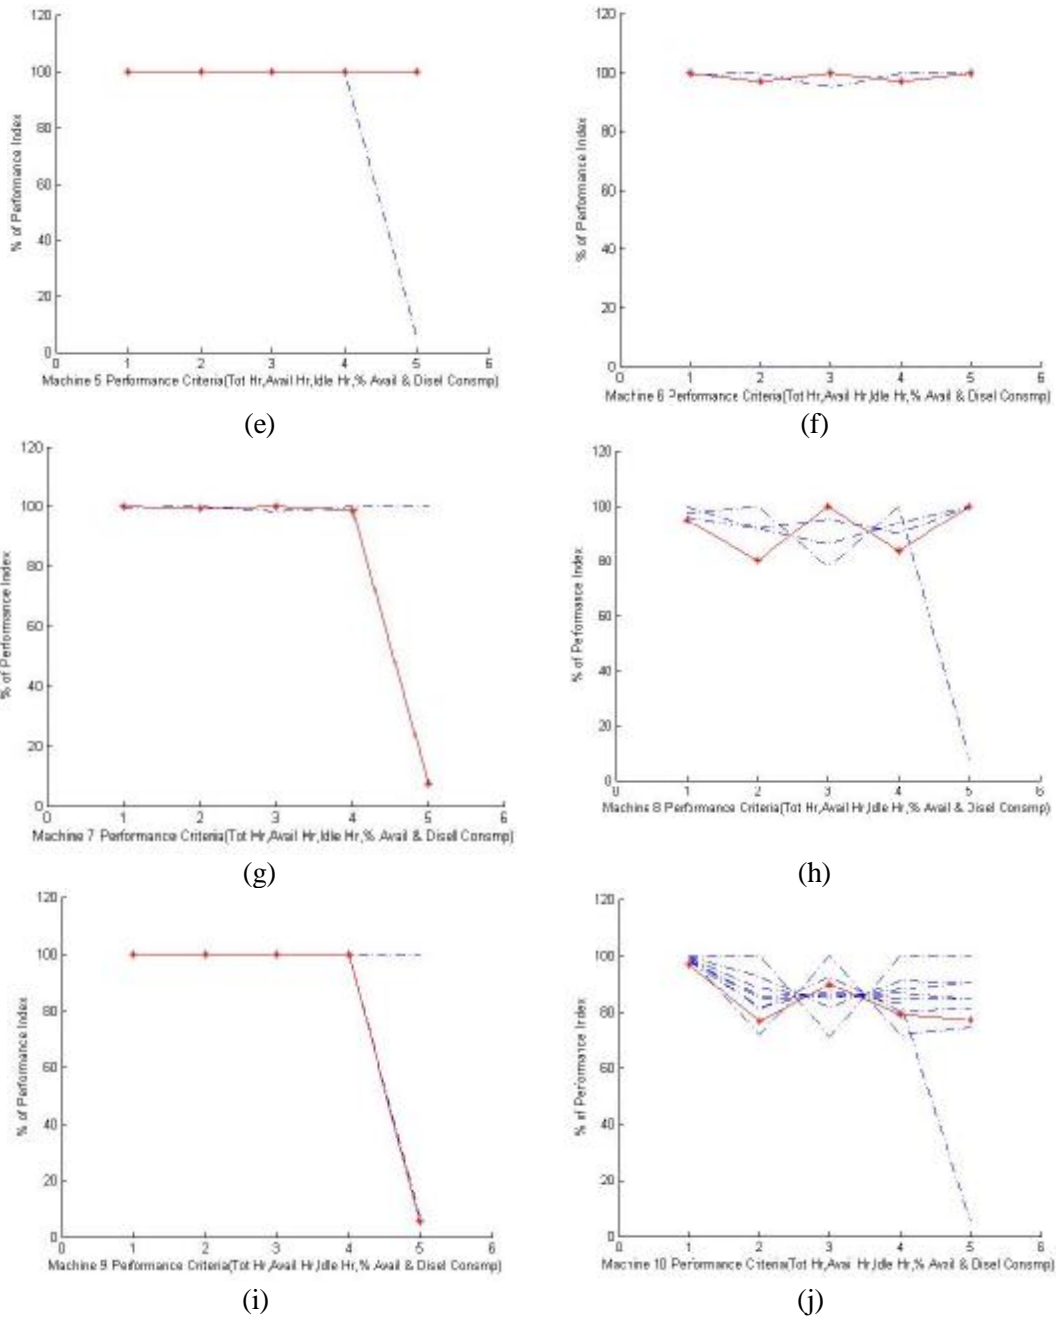 120
100
80
60
40
20
0
% of Performance Index
0 1 2 3 4 5 6
Machine 5 Performance Criteria(Tot Hr,Avail Hr,Idle Hr,% Avail & Disel Consmp)
(e)
120
100
80
60
40
20
0
% of Performance Index
0 1 2 3 4 5 6
Machine 6 Performance Criteria(Tot Hr,Avail Hr,Idle Hr,% Avail & Disel Consmp)
(f)
120
100
80
60
40
20
0
% of Performance Index
0 1 2 3 4 5 6
Machine 7 Performance Criteria(Tot Hr,Avail Hr,Idle Hr,% Avail & Disel Consmp)
(g)
120
100
80
60
40
20
0
% of Performance Index
0 1 2 3 4 5 6
Machine 8 Performance Criteria(Tot Hr,Avail Hr,Idle Hr,% Avail & Disel Consmp)
(h)
120
100
80
60
40
20
0
% of Performance Index
0 1 2 3 4 5 6
Machine 9 Performance Criteria(Tot Hr,Avail Hr,Idle Hr,% Avail & Disel Consmp)
(i)
120
100
80
60
40
20
0
% of Performance Index
0 1 2 3 4 5 6
Machine 10 Performance Criteria(Tot Hr,Avail Hr,Idle Hr,% Avail & Disel Consmp)
(j)